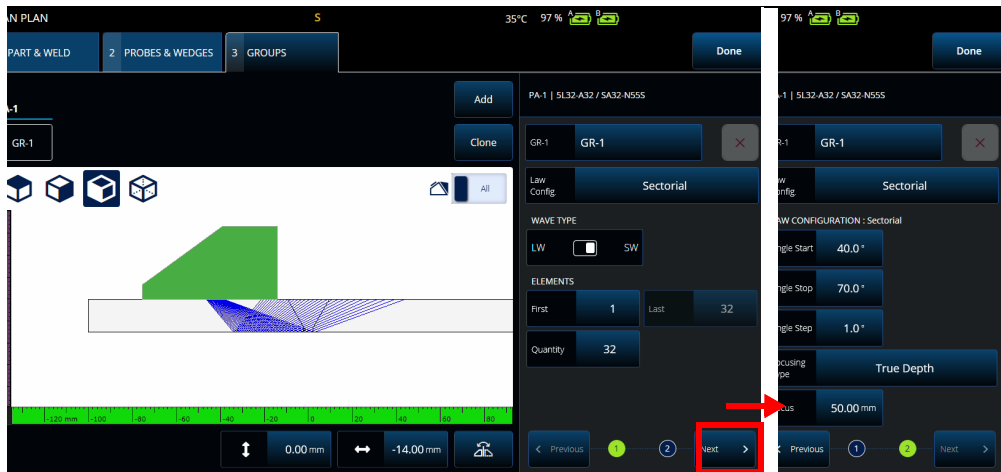 AN PLAN
S
35°C 97 %
A B
PART & WELD
2 PROBES & WEDGES
3 GROUPS
Done
A-1
Add
GR-1
Clone
All
-120 mm -100 -80 -60 -40 -20 0 20 40 60 80
0.00 mm
-14.00 mm
PA-1 | 5L32-A32 / SA32-N55S
GR-1 GR-1
Law
Config.
Sectorial
WAVE TYPE
LW SW
ELEMENTS
First 1 Last 32
Quantity 32
< Previous 1 2 Next >
97 %
A B
Done
-1 | 5L32-A32 / SA32-N55S
R-1 GR-1
aw
onfig.
Sectorial
AW CONFIGURATION : Sectorial
ngle Start 40.0 °
ngle Stop 70.0 °
ngle Step 1.0 °
ocusing
ype
True Depth
cus 50.00 mm
< Previous 1 2 Next >